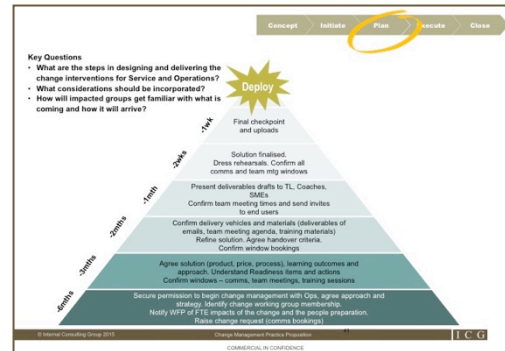 Concept Initiate Plan Execute Close
Key Questions
• What are the steps in designing and delivering the
change interventions for Service and Operations?
• What considerations should be incorporated?
• How will impacted groups get familiar with what is
coming and how it will arrive?
Deploy
-1wk
Final checkpoint
and uploads
-2wks
Solution finalised.
Dress rehearsals. Confirm all
comms and team mtg windows
-1mth
Present deliverables drafts to TL, Coaches,
SMEs
Confirm team meeting times and send invites
to end users
-2mths
Confirm delivery vehicles and materials (deliverables of
emails, team meeting agenda, training materials)
Refine solution. Agree handover criteria.
Confirm window bookings
-3mths
Agree solution (product, price, process), learning outcomes and
approach. Understand Readiness items and actions
Confirm windows – comms, team meetings, training sessions
-6mths
Secure permission to begin change management with Ops, agree approach and
strategy. Identify change working group membership.
Notify WFP of FTE impacts of the change and the people preparation.
Raise change request (comms bookings)
© Internal Consulting Group 2015
Change Management Practice Proposition
ICG
COMMERCIAL IN CONFIDENCE